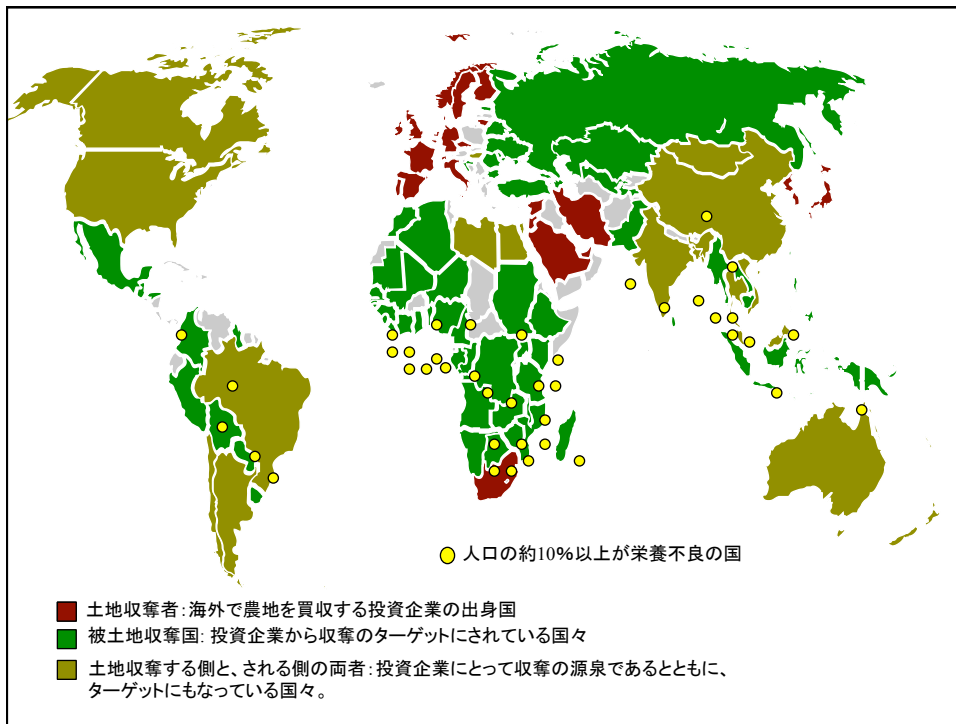 人口の約10%以上が栄養不良の国
土地収奪者:海外で農地を買収する投資企業の出身国
被土地収奪国: 投資企業から収奪のターゲットにされている国々
土地収奪する側と、される側の両者:投資企業にとって収奪の源泉であるとともに、
ターゲットにもなっている国々。